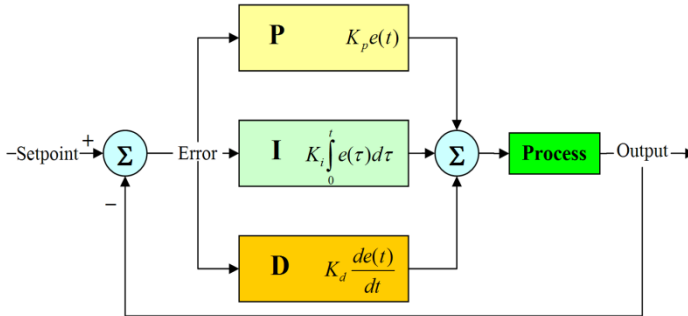 P K_p e(t)
–Setpoint + Σ Error I K_i ∫_0^t e(τ)dτ Σ Process Output
−
D K_d de(t)/dt